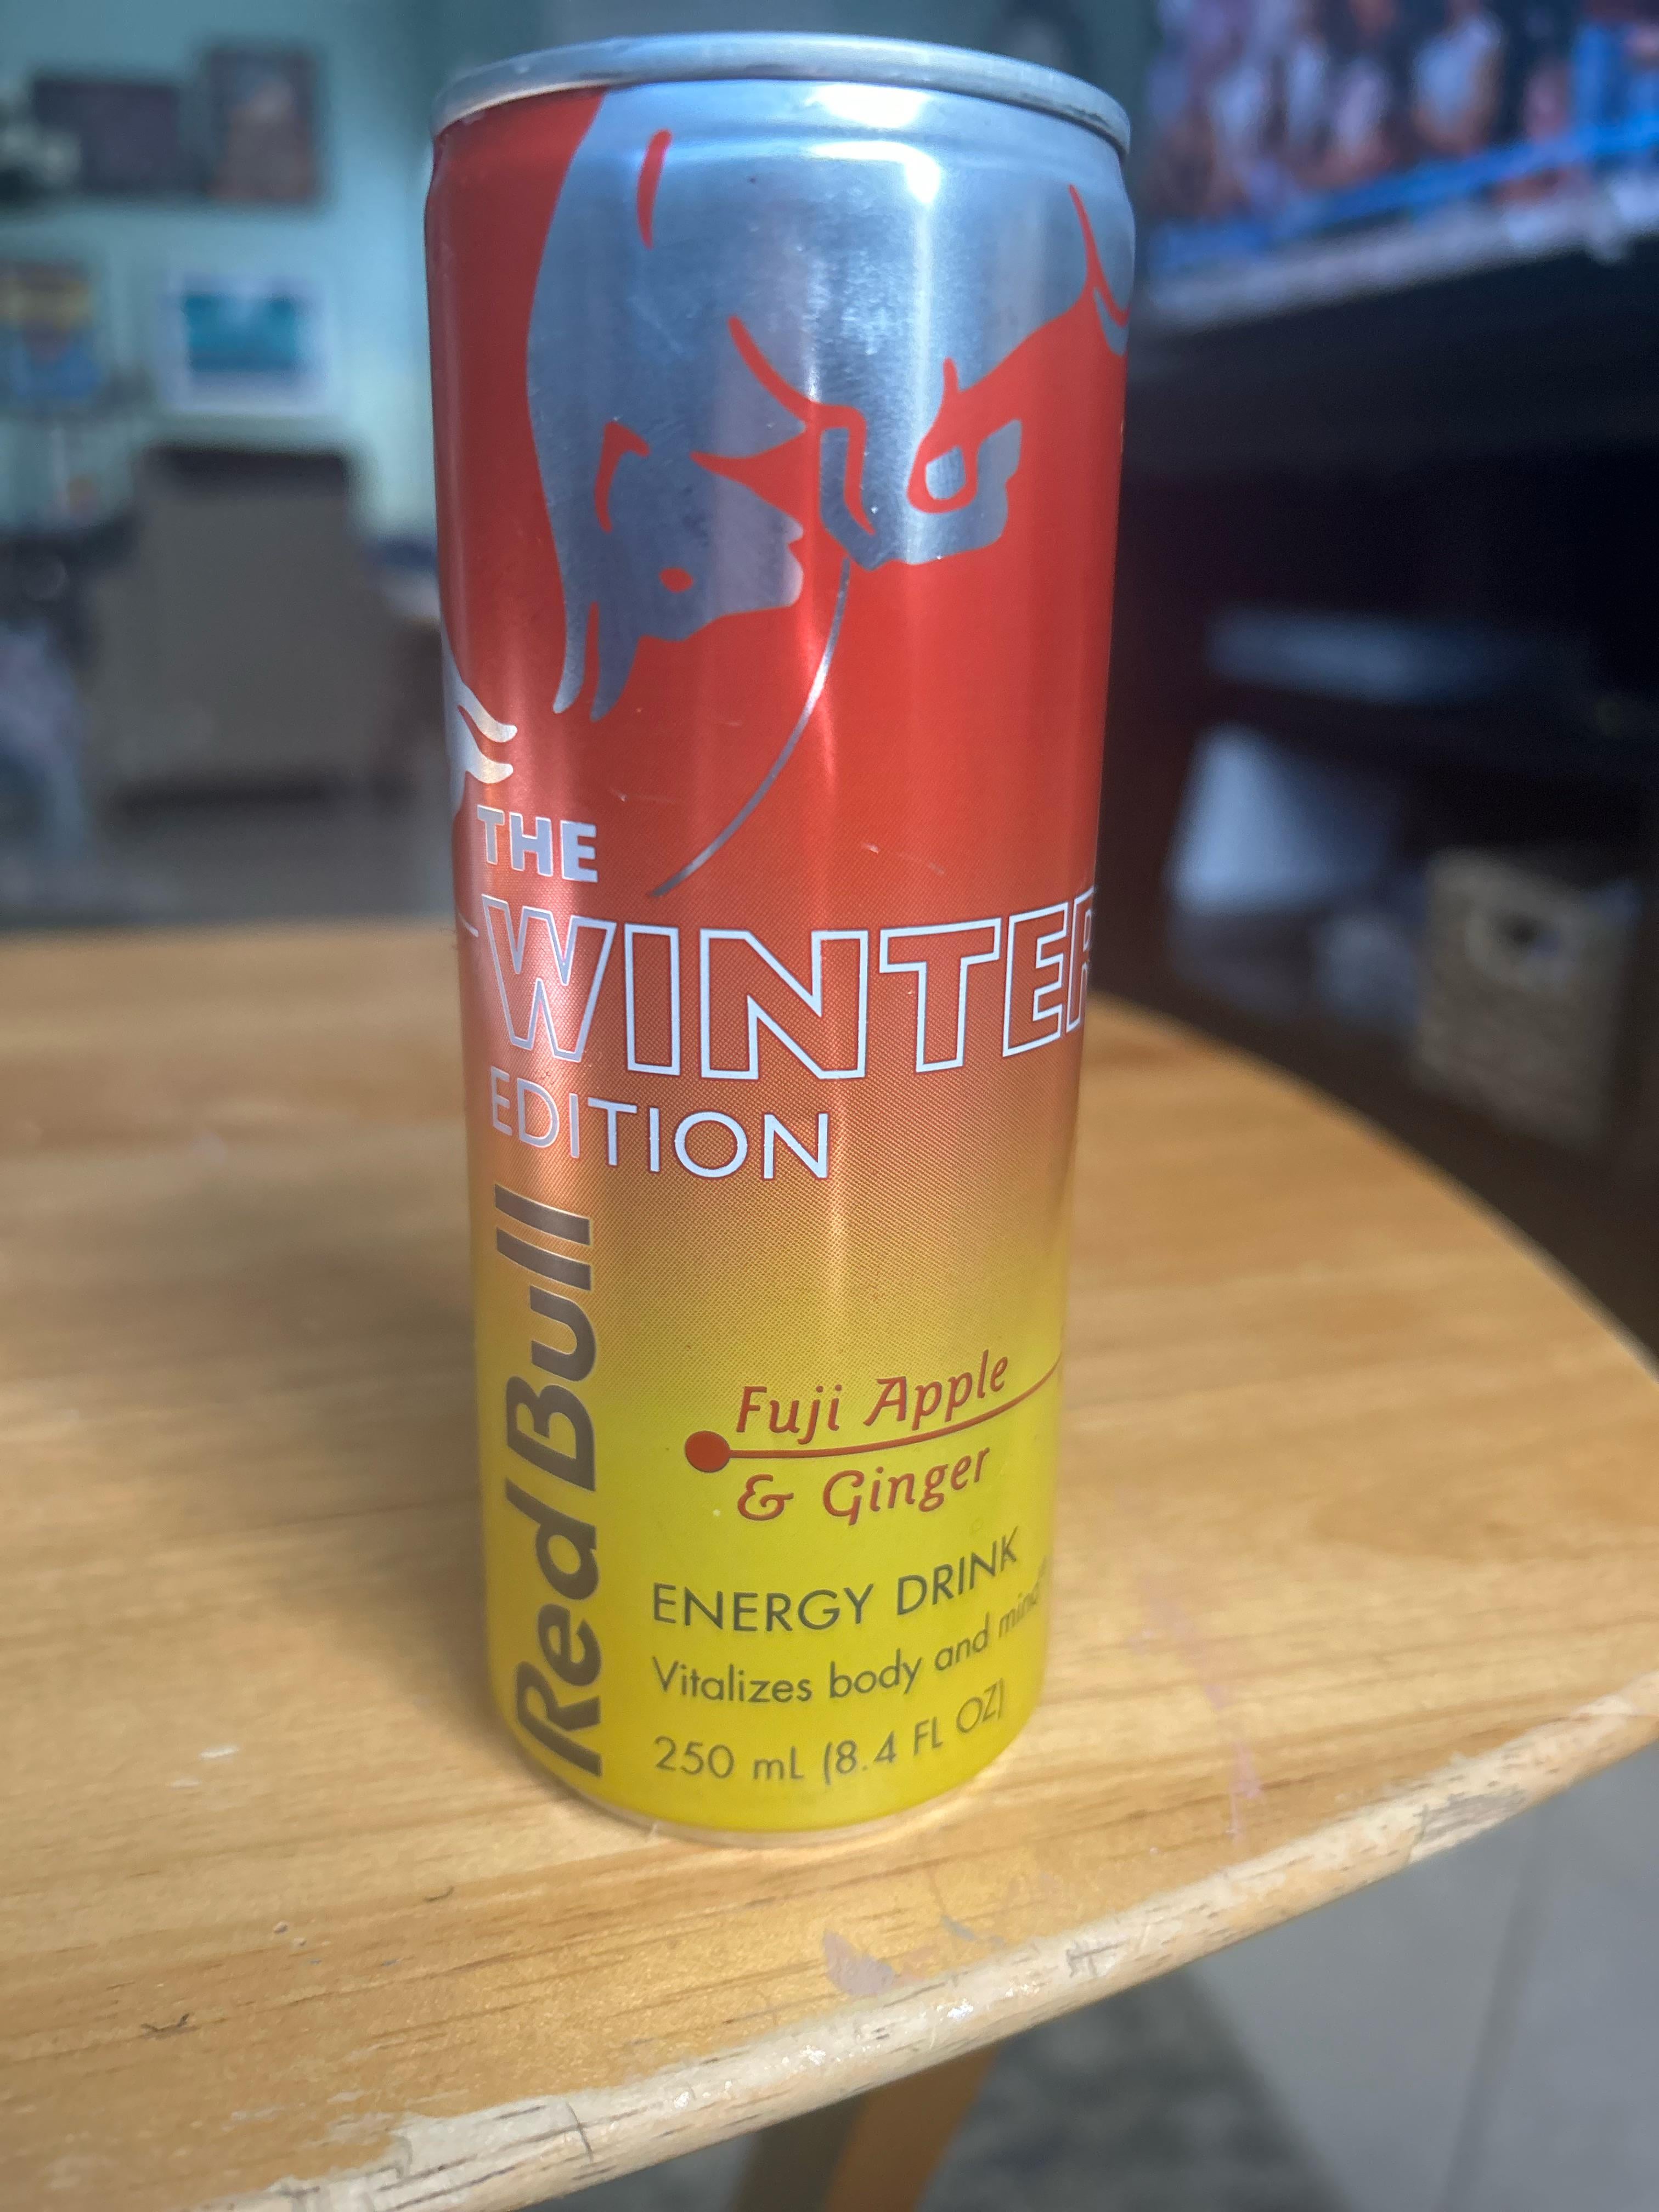 THE
WINTER
EDITION
Red Bull
Fuji Apple
& Ginger
ENERGY DRINK
Vitalizes body and mind
250 mL (8.4 FL OZ)